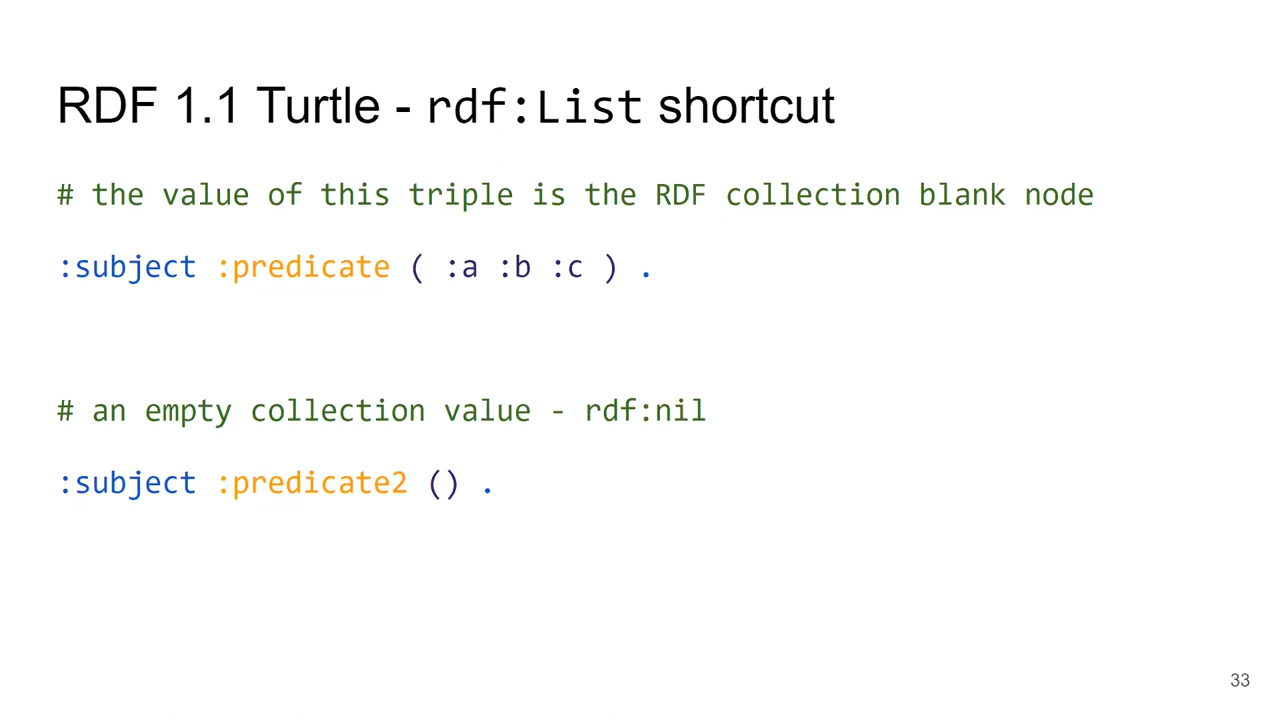 RDF 1.1 Turtle - rdf:List shortcut
# the value of this triple is the RDF collection blank node
:subject :predicate ( :a :b :c ) .
# an empty collection value - rdf:nil
:subject :predicate2 () .
33